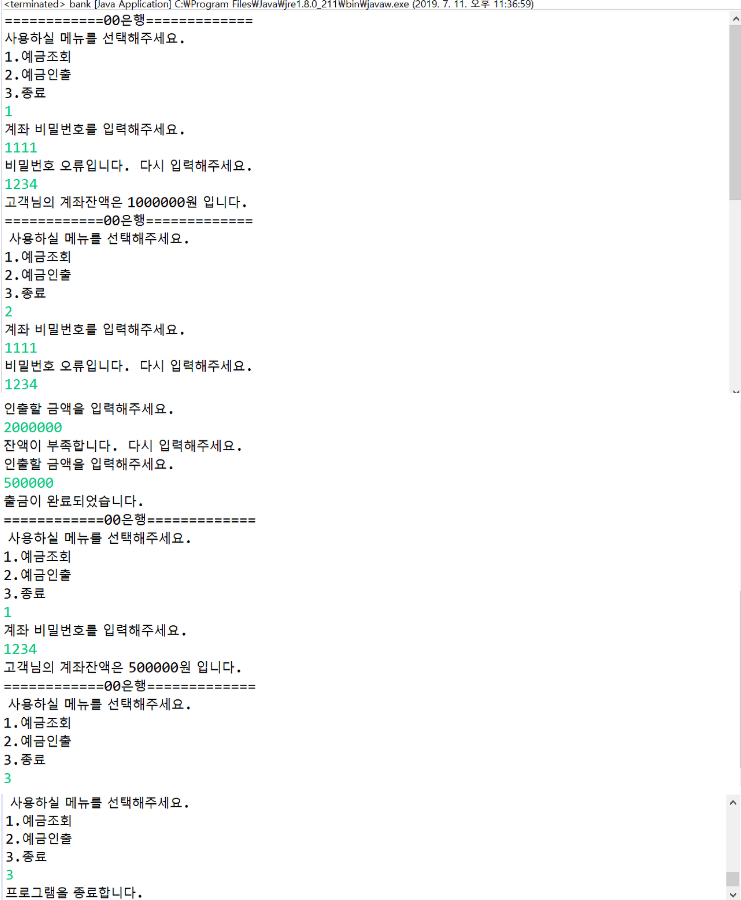 <terminated> bank [Java Application] C:₩Program Files₩Java₩jre1.8.0_211₩bin₩javaw.exe (2019. 7. 11. 오후 11:36:59)
============00은행=============
사용하실 메뉴를 선택해주세요.
1.예금조회
2.예금인출
3.종료
1
계좌 비밀번호를 입력해주세요.
1111
비밀번호 오류입니다. 다시 입력해주세요.
1234
고객님의 계좌잔액은 1000000원 입니다.
============00은행=============
사용하실 메뉴를 선택해주세요.
1.예금조회
2.예금인출
3.종료
2
계좌 비밀번호를 입력해주세요.
1111
비밀번호 오류입니다. 다시 입력해주세요.
1234
인출할 금액을 입력해주세요.
2000000
잔액이 부족합니다. 다시 입력해주세요.
인출할 금액을 입력해주세요.
500000
출금이 완료되었습니다.
============00은행=============
사용하실 메뉴를 선택해주세요.
1.예금조회
2.예금인출
3.종료
1
계좌 비밀번호를 입력해주세요.
1234
고객님의 계좌잔액은 500000원 입니다.
============00은행=============
사용하실 메뉴를 선택해주세요.
1.예금조회
2.예금인출
3.종료
3
사용하실 메뉴를 선택해주세요.
1.예금조회
2.예금인출
3.종료
3
프로그램을 종료합니다.